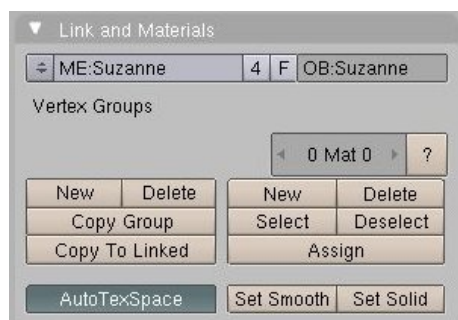 Link and Materials
ME:Suzanne 4 F OB:Suzanne
Vertex Groups
0 Mat 0 ?
New Delete New Delete
Copy Group Select Deselect
Copy To Linked Assign
AutoTexSpace Set Smooth Set Solid